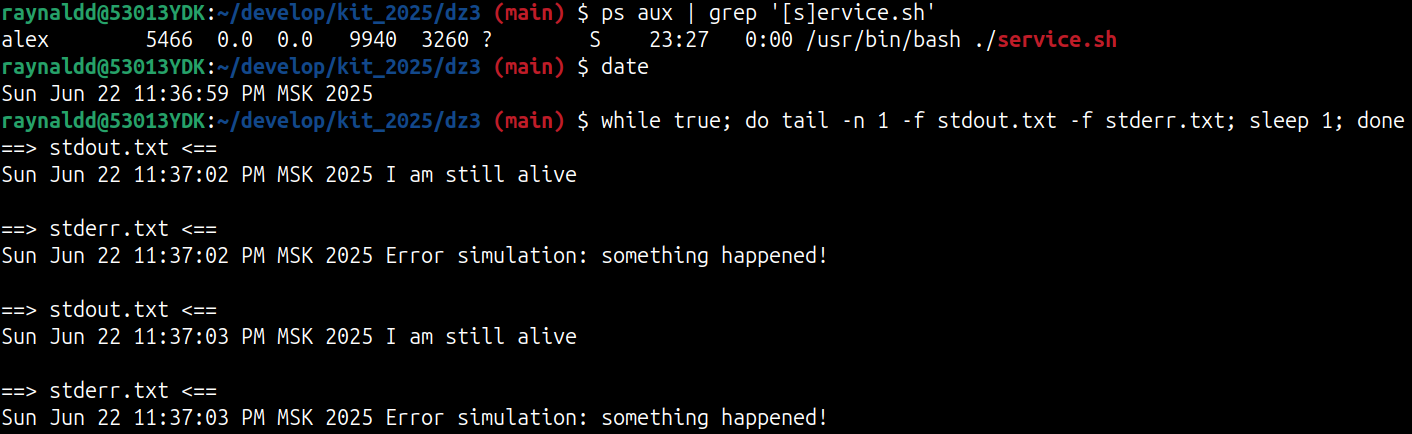 raynaldd@53013YDK:~/develop/kit_2025/dz3 (main) $ ps aux | grep '[s]ervice.sh'
alex        5466  0.0  0.0   9940  3260 ?        S    23:27   0:00 /usr/bin/bash ./service.sh
raynaldd@53013YDK:~/develop/kit_2025/dz3 (main) $ date
Sun Jun 22 11:36:59 PM MSK 2025
raynaldd@53013YDK:~/develop/kit_2025/dz3 (main) $ while true; do tail -n 1 -f stdout.txt -f stderr.txt; sleep 1; done
==> stdout.txt <==
Sun Jun 22 11:37:02 PM MSK 2025 I am still alive

==> stderr.txt <==
Sun Jun 22 11:37:02 PM MSK 2025 Error simulation: something happened!

==> stdout.txt <==
Sun Jun 22 11:37:03 PM MSK 2025 I am still alive

==> stderr.txt <==
Sun Jun 22 11:37:03 PM MSK 2025 Error simulation: something happened!